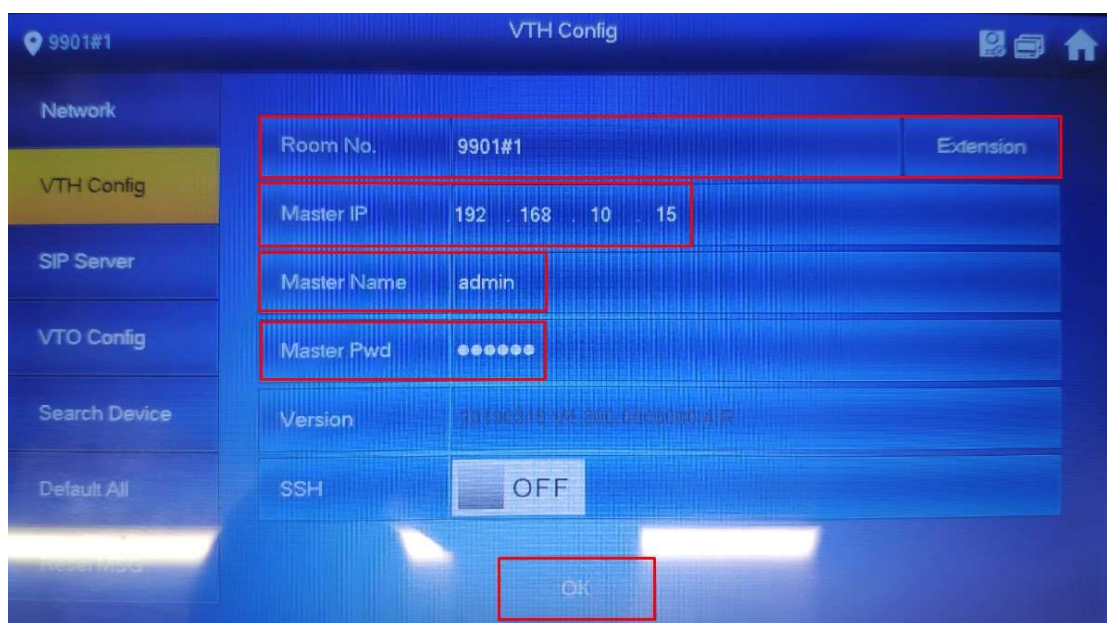 9901#1
VTH Config
Network
VTH Config
SIP Server
VTO Config
Search Device
Default All
Room No. 9901#1 Extension
Master IP 192 . 168 . 10 . 15
Master Name admin
Master Pwd ●●●●●●
Version
SSH OFF
OK